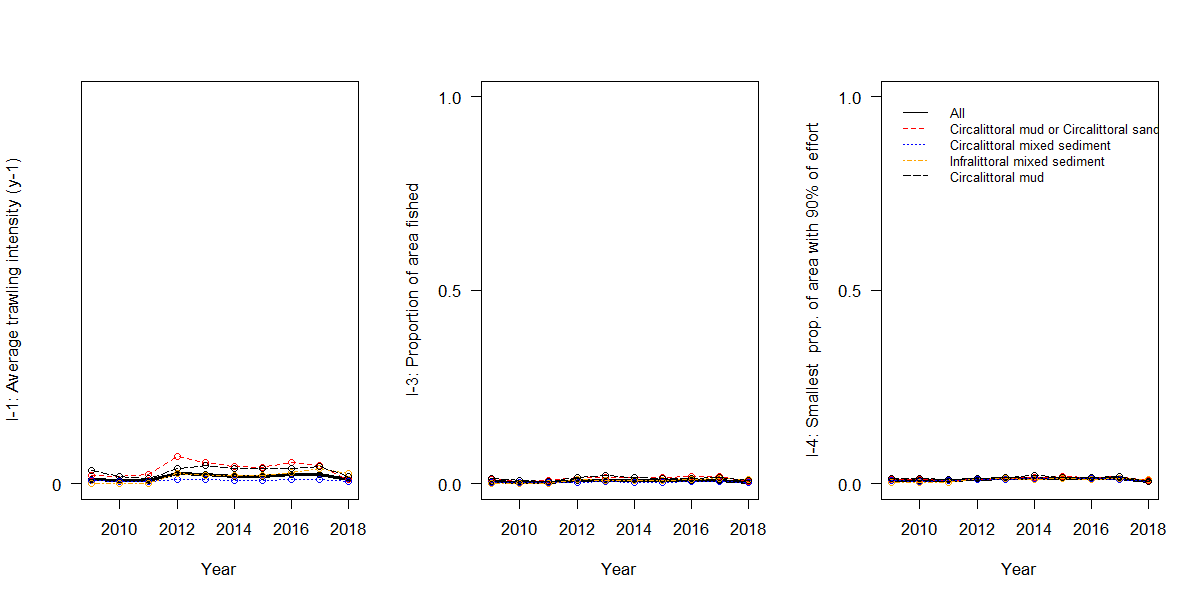 I-1: Average trawling intensity (y-1)
0
2010 2012 2014 2016 2018
Year
I-3: Proportion of area fished
1.0
0.5
0.0
2010 2012 2014 2016 2018
Year
I-4: Smallest prop. of area with 90% of effort
1.0
0.5
0.0
All
Circalittoral mud or Circalittoral sand
Circalittoral mixed sediment
Infralittoral mixed sediment
Circalittoral mud
2010 2012 2014 2016 2018
Year